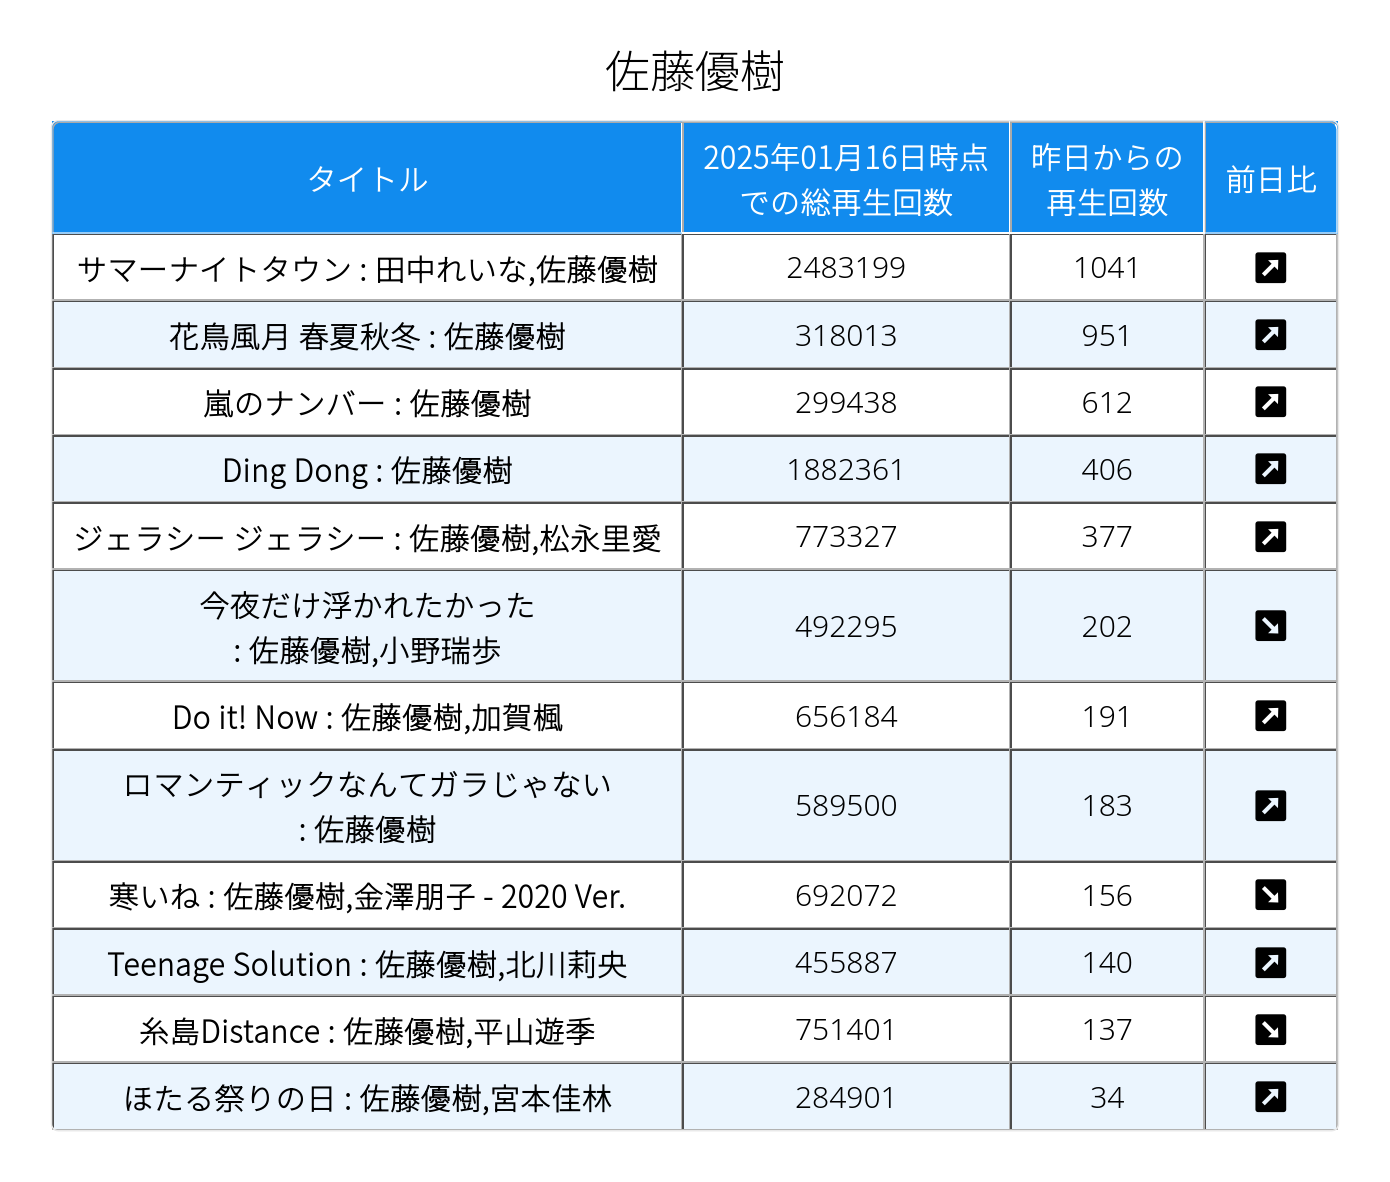 佐藤優樹
タイトル
2025年01月16日時点
での総再生回数
昨日からの
再生回数
前日比
サマーナイトタウン : 田中れいな,佐藤優樹 2483199 1041
花鳥風月 春夏秋冬 : 佐藤優樹 318013 951
嵐のナンバー : 佐藤優樹 299438 612
Ding Dong : 佐藤優樹 1882361 406
ジェラシー ジェラシー : 佐藤優樹,松永里愛 773327 377
今夜だけ浮かれたかった
: 佐藤優樹,小野瑞歩 492295 202
Do it! Now : 佐藤優樹,加賀楓 656184 191
ロマンティックなんてガラじゃない
: 佐藤優樹 589500 183
寒いね : 佐藤優樹,金澤朋子 - 2020 Ver. 692072 156
Teenage Solution : 佐藤優樹,北川莉央 455887 140
糸島Distance : 佐藤優樹,平山遊季 751401 137
ほたる祭りの日 : 佐藤優樹,宮本佳林 284901 34